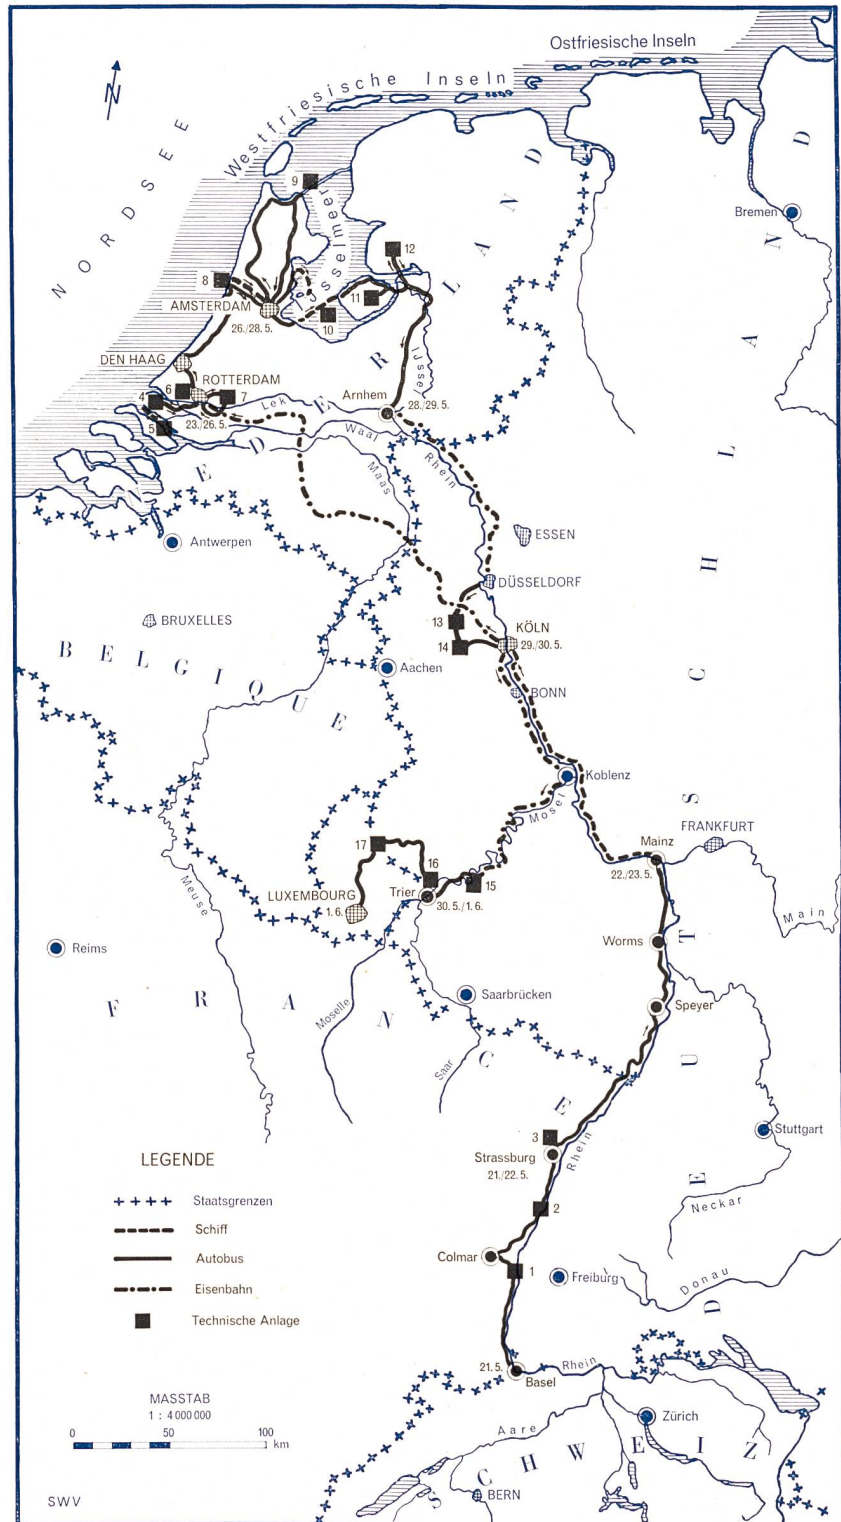 Ostfriesische Inseln
Westfriesische Inseln
N
NORDSEE
Bremen
IJsselmeer
9
12
8
11
10
AMSTERDAM
26./28. 5.
DEN HAAG
IJssel
6
ROTTERDAM
4
7
5
23./26. 5.
Lek
Arnhem
28./29. 5.
Waal
Maas
Rhein
NEDERLAND
Antwerpen
ESSEN
DÜSSELDORF
BRUXELLES
13
14
KÖLN
29./30. 5.
BELGIQUE
Aachen
BONN
DEUTSCHLAND
Koblenz
Mosel
FRANKFURT
Mainz
22./23. 5.
17
16
15
LUXEMBOURG
1. 6.
Trier
30. 5./1. 6.
Meuse
Main
Reims
Worms
Saarbrücken
Speyer
Moselle
Saar
FRANCE
3
Rhein
Strassburg
21./22. 5.
Stuttgart
Neckar
2
Colmar
1
Freiburg
Donau
21. 5.
Basel
Rhein
Zürich
Aare
SCHWEIZ
BERN
LEGENDE
Staatsgrenzen
Schiff
Autobus
Eisenbahn
Technische Anlage
MASSTAB
1 : 4 000 000
0 50 100
km
SWV